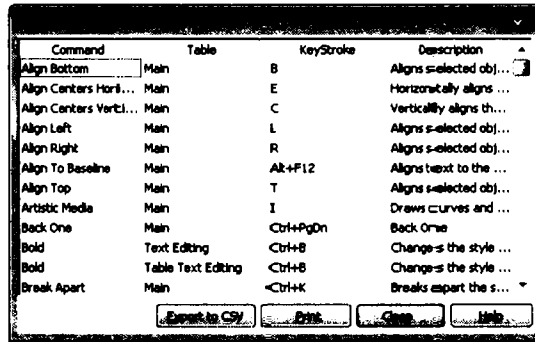 Command Table KeyStroke Description
Align Bottom Main B Aligns selected obj...
Align Centers Hori... Main E Horizontally aligns ...
Align Centers Verti... Main C Vertically aligns th...
Align Left Main L Aligns selected obj...
Align Right Main R Aligns selected obj...
Align To Baseline Main Alt+F12 Aligns text to the ...
Align Top Main T Aligns selected obj...
Artistic Media Main I Draws curves and ...
Back One Main Ctrl+PgDn Back One
Bold Text Editing Ctrl+B Changes the style ...
Bold Table Text Editing Ctrl+B Changes the style ...
Break Apart Main Ctrl+K Breaks apart the s...
Export to CSV Print Close Help